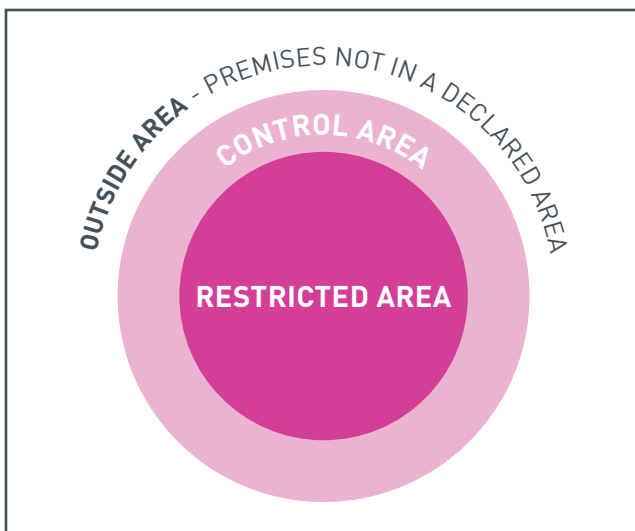 OUTSIDE AREA - PREMISES NOT IN A DECLARED AREA
CONTROL AREA
RESTRICTED AREA